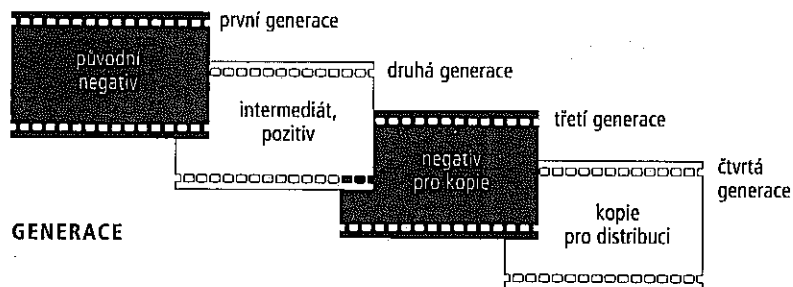 první generace
původní
negativ
druhá generace
intermediát,
pozitiv
třetí generace
negativ
pro kopie
čtvrtá
generace
kopie
pro distribuci
GENERACE